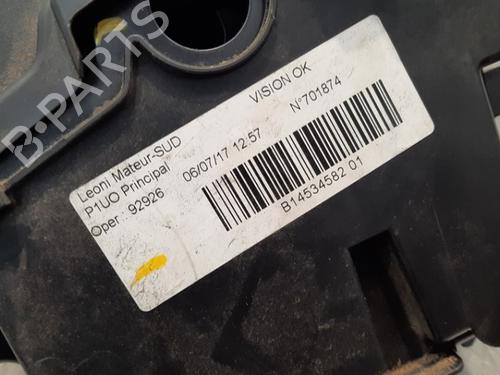 Leoni Mateur-SUD
P1UO Principal
Oper : 92926
06/07/17 12:57
VISION OK
N°701874
B14534582 01
B-PARTS